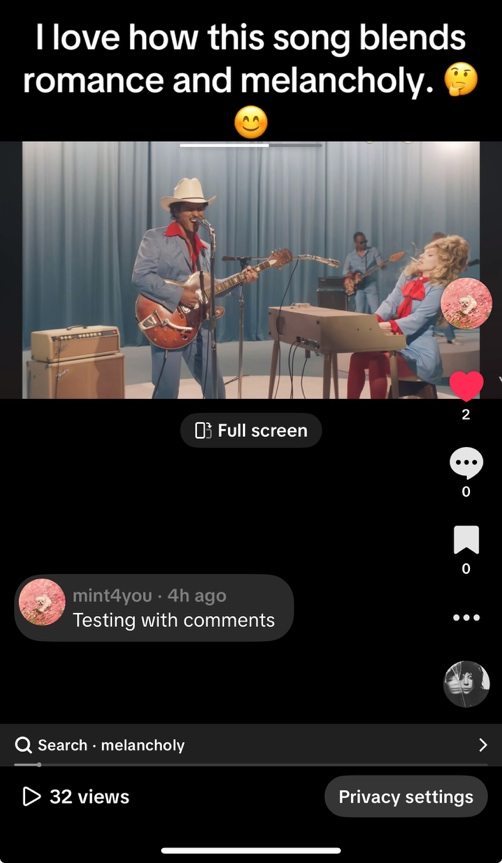 I love how this song blends
romance and melancholy. 🤔
😊
Full screen
2
0
0
mint4you · 4h ago
Testing with comments
Search · melancholy
32 views
Privacy settings